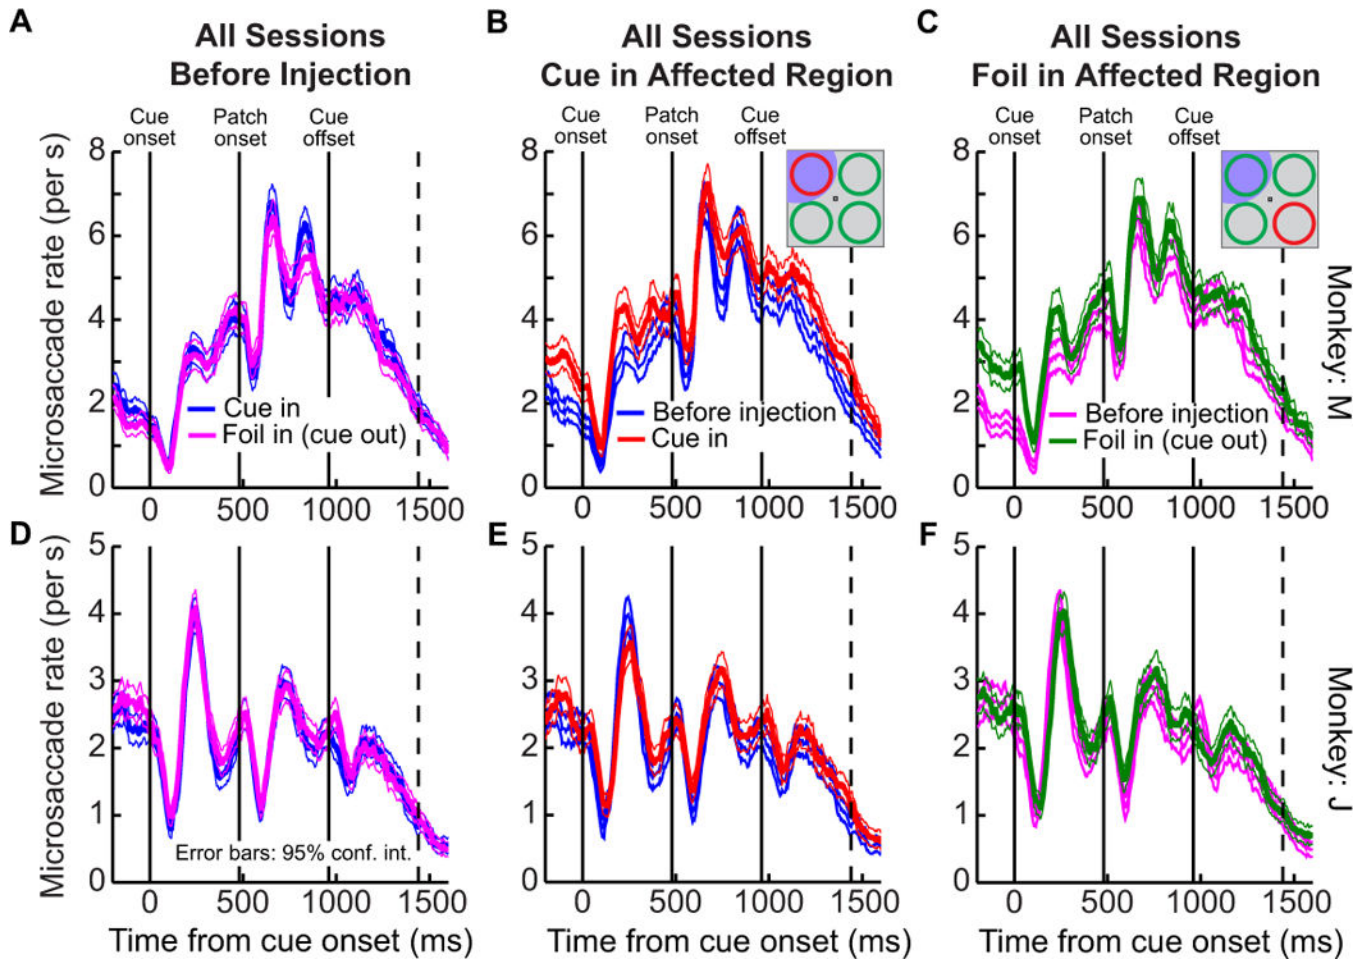 A
All Sessions
Before Injection
B
All Sessions
Cue in Affected Region
C
All Sessions
Foil in Affected Region
Cue
onset
Patch
onset
Cue
offset
Cue
onset
Patch
onset
Cue
offset
Cue
onset
Patch
onset
Cue
offset
Microsaccade rate (per s)
8
6
4
2
0
Cue in
Foil in (cue out)
0
500
1000
1500
8
6
4
2
0
Before injection
Cue in
0
500
1000
1500
8
6
4
2
0
Before injection
Foil in (cue out)
0
500
1000
1500
Monkey: M
D
Microsaccade rate (per s)
5
4
3
2
1
0
Error bars: 95% conf. int.
0
500
1000
1500
Time from cue onset (ms)
E
5
4
3
2
1
0
0
500
1000
1500
Time from cue onset (ms)
F
5
4
3
2
1
0
0
500
1000
1500
Time from cue onset (ms)
Monkey: J